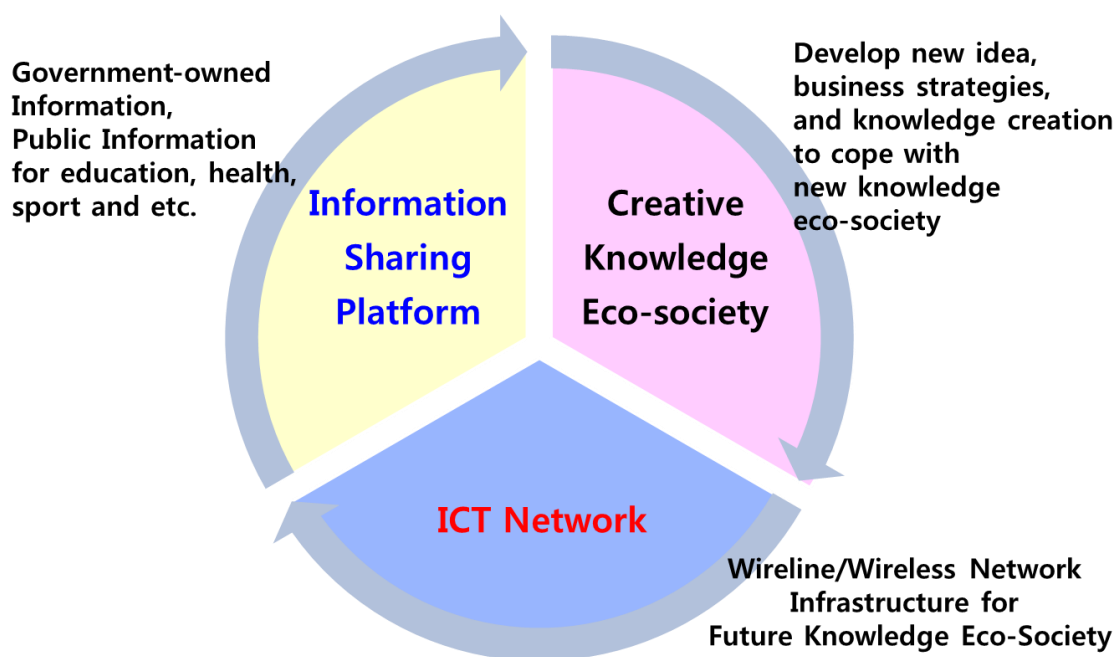 Government-owned
Information,
Public Information
for education, health,
sport and etc.
Information
Sharing
Platform
Creative
Knowledge
Eco-society
Develop new idea,
business strategies,
and knowledge creation
to cope with
new knowledge
eco-society
ICT Network
Wireline/Wireless Network
Infrastructure for
Future Knowledge Eco-Society